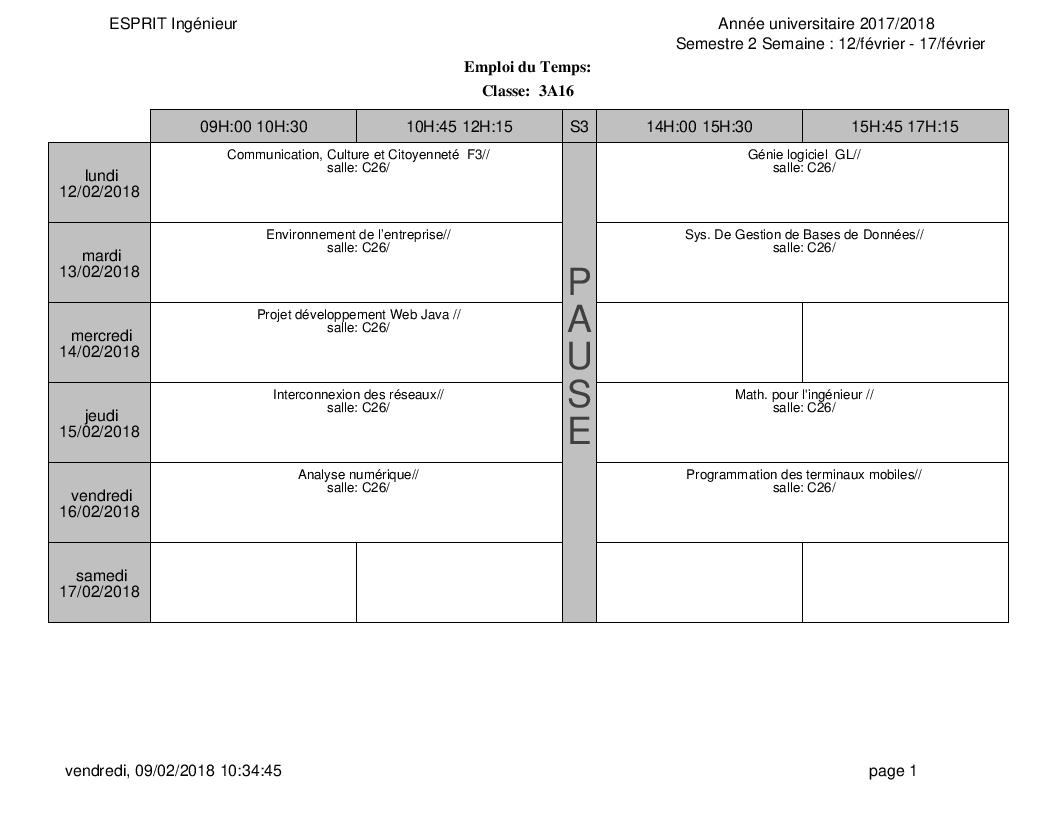 ESPRIT Ingénieur
Année universitaire 2017/2018
Semestre 2 Semaine : 12/février - 17/février
Emploi du Temps:
Classe: 3A16
09H:00 10H:30 10H:45 12H:15 S3 14H:00 15H:30 15H:45 17H:15
lundi
12/02/2018
Communication, Culture et Citoyenneté F3//
salle: C26/
Génie logiciel GL//
salle: C26/
mardi
13/02/2018
Environnement de l'entreprise//
salle: C26/
Sys. De Gestion de Bases de Données//
salle: C26/
mercredi
14/02/2018
Projet développement Web Java //
salle: C26/
PAUSE
jeudi
15/02/2018
Interconnexion des réseaux//
salle: C26/
Math. pour l'ingénieur //
salle: C26/
vendredi
16/02/2018
Analyse numérique//
salle: C26/
Programmation des terminaux mobiles//
salle: C26/
samedi
17/02/2018
vendredi, 09/02/2018 10:34:45
page 1